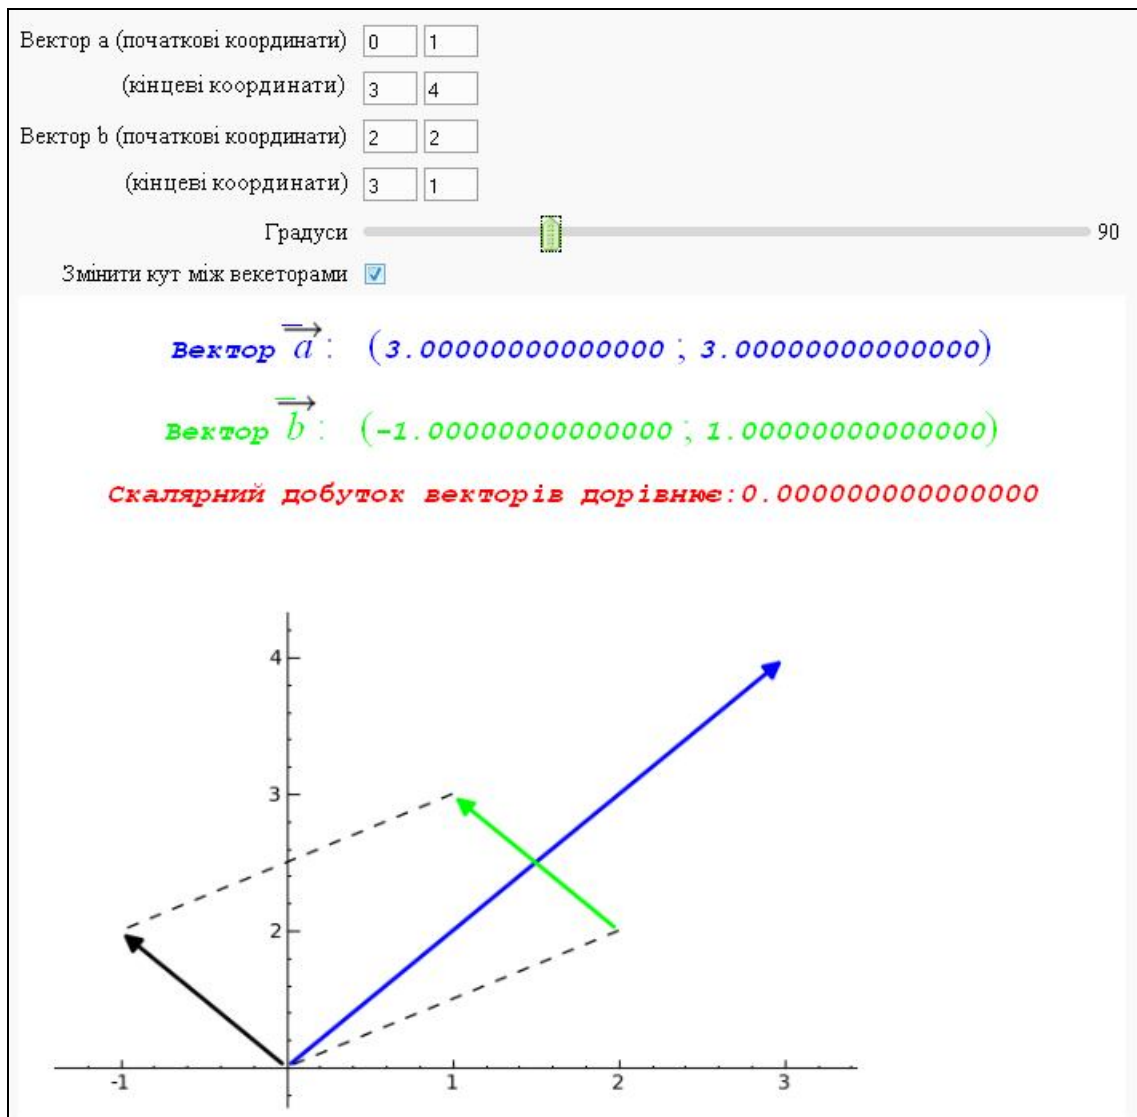 Вектор a (початкові координати) 0 1
(кінцеві координати) 3 4
Вектор b (початкові координати) 2 2
(кінцеві координати) 3 1
Градуси 90
Змінити кут між векеторами
Вектор a : (3.00000000000000 ; 3.00000000000000)
Вектор b : (-1.00000000000000 ; 1.00000000000000)
Скалярний добуток векторів дорівнює:0.000000000000000
4
3
2
-1 1 2 3